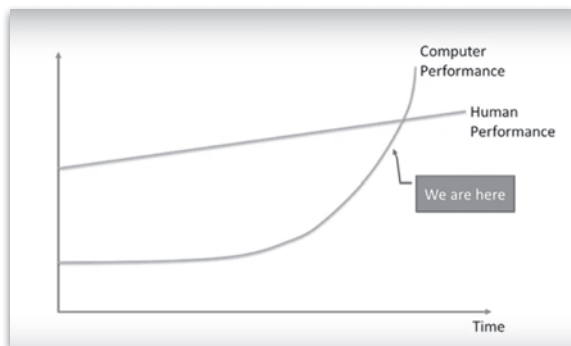 Computer
Performance
Human
Performance
We are here
Time